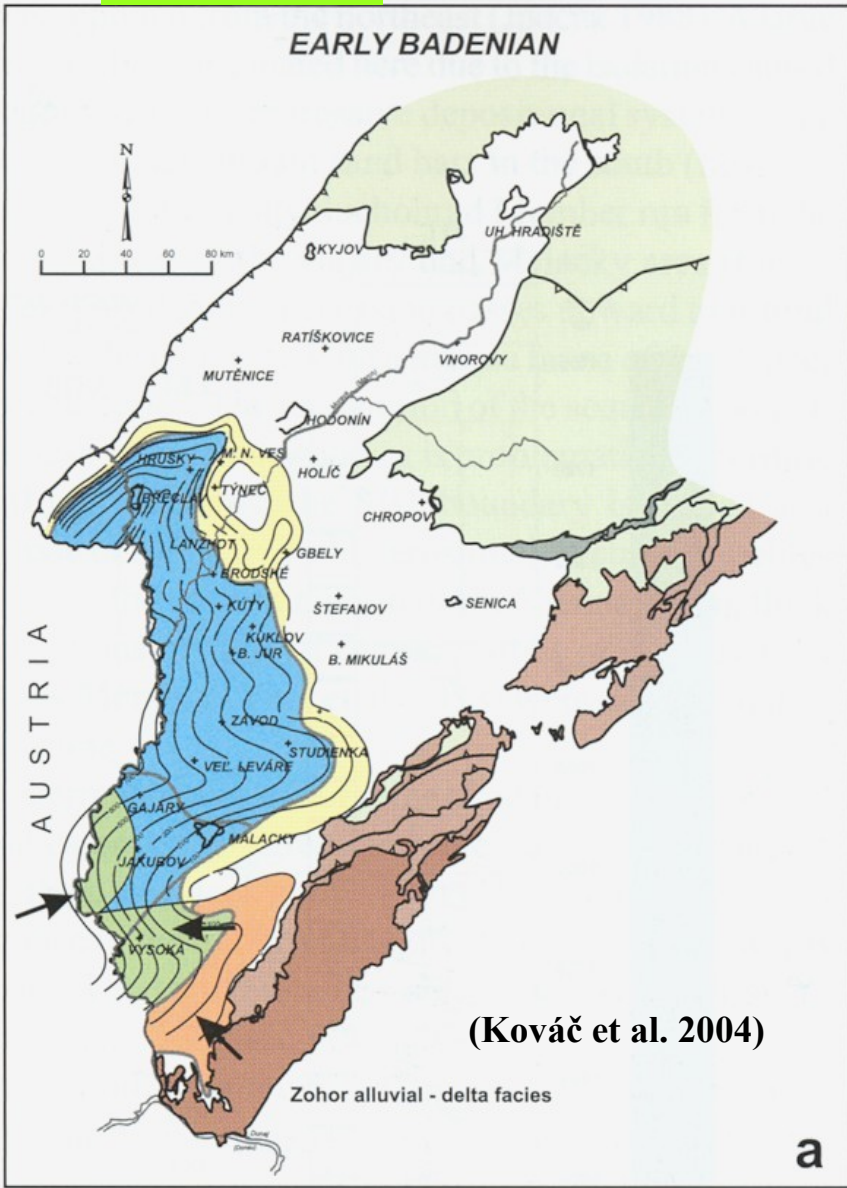 EARLY BADENIAN
N
0 20 40 60 80 km
KYJOV
UH. HRADIŠTĚ
RATÍŠKOVICE
VNOROVY
MUTĚNICE
HODONÍN
HRUŠKY
M. N. VES
HOLÍČ
TÝNEC
BŘECLAV
CHROPOV
LANŽHOT
GBELY
BRODSKÉ
KÚTY
ŠTEFANOV
SENICA
KUKLOV
B. JUR
B. MIKULÁŠ
AUSTRIA
ZÁVOD
STUDIENKA
VEĽ. LEVÁRE
GAJARY
MALACKY
JAKUBOV
VYSOKÁ
(Kováč et al. 2004)
Zohor alluvial - delta facies
Dunaj
a